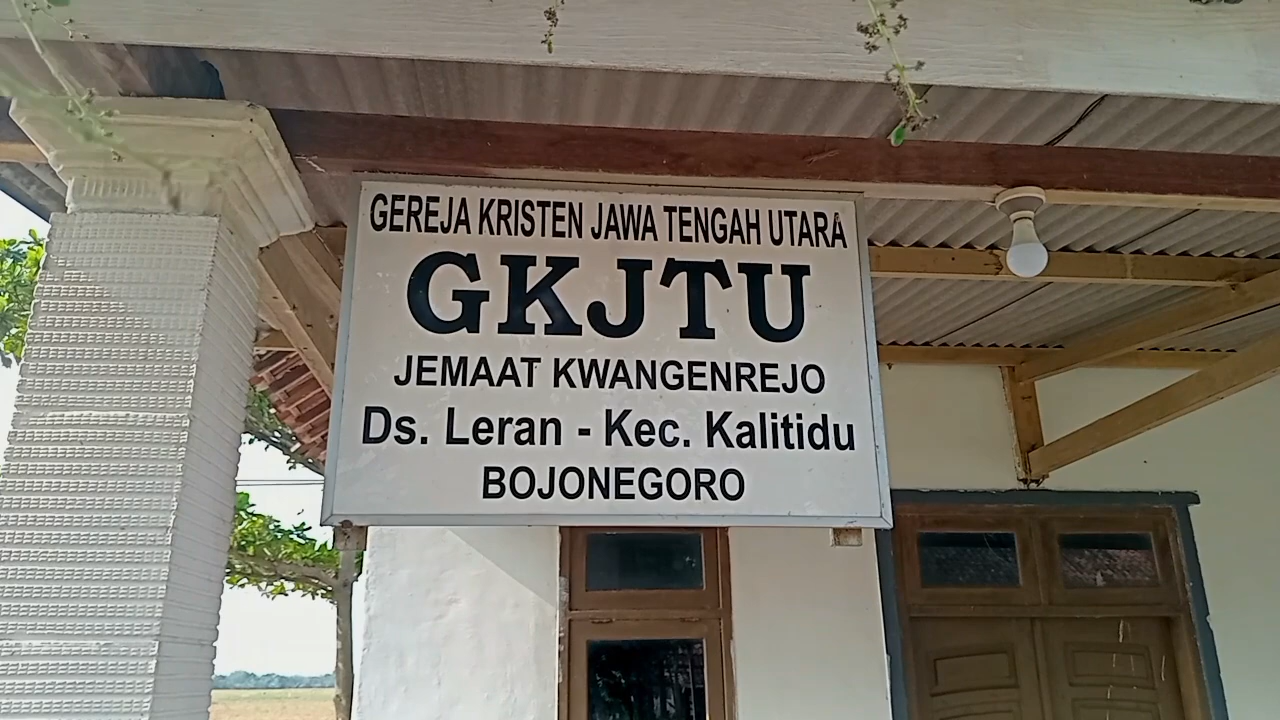 GEREJA KRISTEN JAWA TENGAH UTARA
GKJTU
JEMAAT KWANGENREJO
Ds. Leran - Kec. Kalitidu
BOJONEGORO